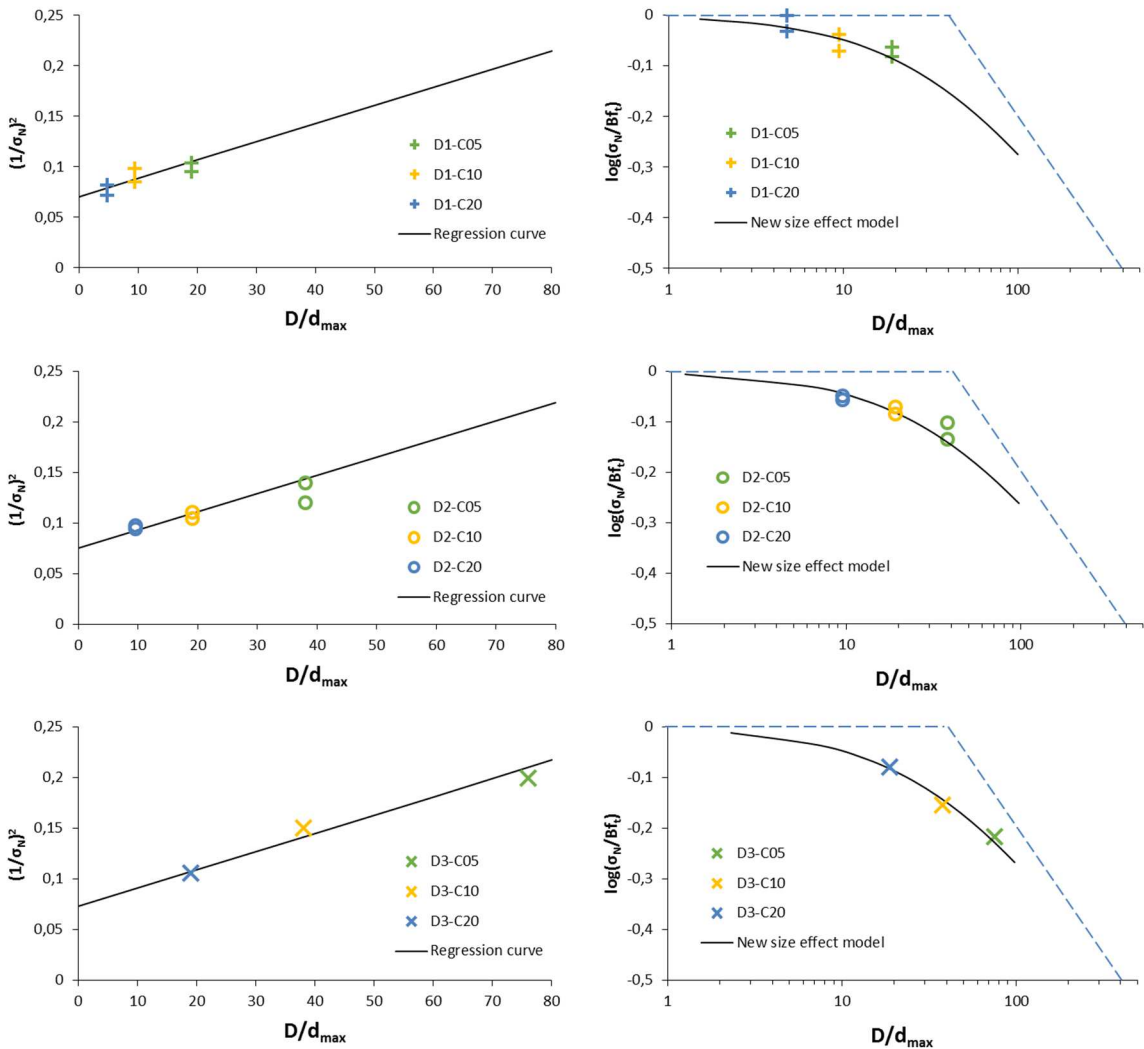 0,25
0,2
0,15
0,1
0,05
0
(1/σN)²
0 10 20 30 40 50 60 70 80
D/dmax
D1-C05
D1-C10
D1-C20
Regression curve
0
-0,1
-0,2
-0,3
-0,4
-0,5
log(σN/Bft)
1 10 100
D/dmax
D1-C05
D1-C10
D1-C20
New size effect model
0,25
0,2
0,15
0,1
0,05
0
(1/σN)²
0 10 20 30 40 50 60 70 80
D/dmax
D2-C05
D2-C10
D2-C20
Regression curve
0
-0,1
-0,2
-0,3
-0,4
-0,5
log(σN/Bft)
1 10 100
D/dmax
D2-C05
D2-C10
D2-C20
New size effect model
0,25
0,2
0,15
0,1
0,05
0
(1/σN)²
0 10 20 30 40 50 60 70 80
D/dmax
D3-C05
D3-C10
D3-C20
Regression curve
0
-0,1
-0,2
-0,3
-0,4
-0,5
log(σN/Bft)
1 10 100
D/dmax
D3-C05
D3-C10
D3-C20
New size effect model